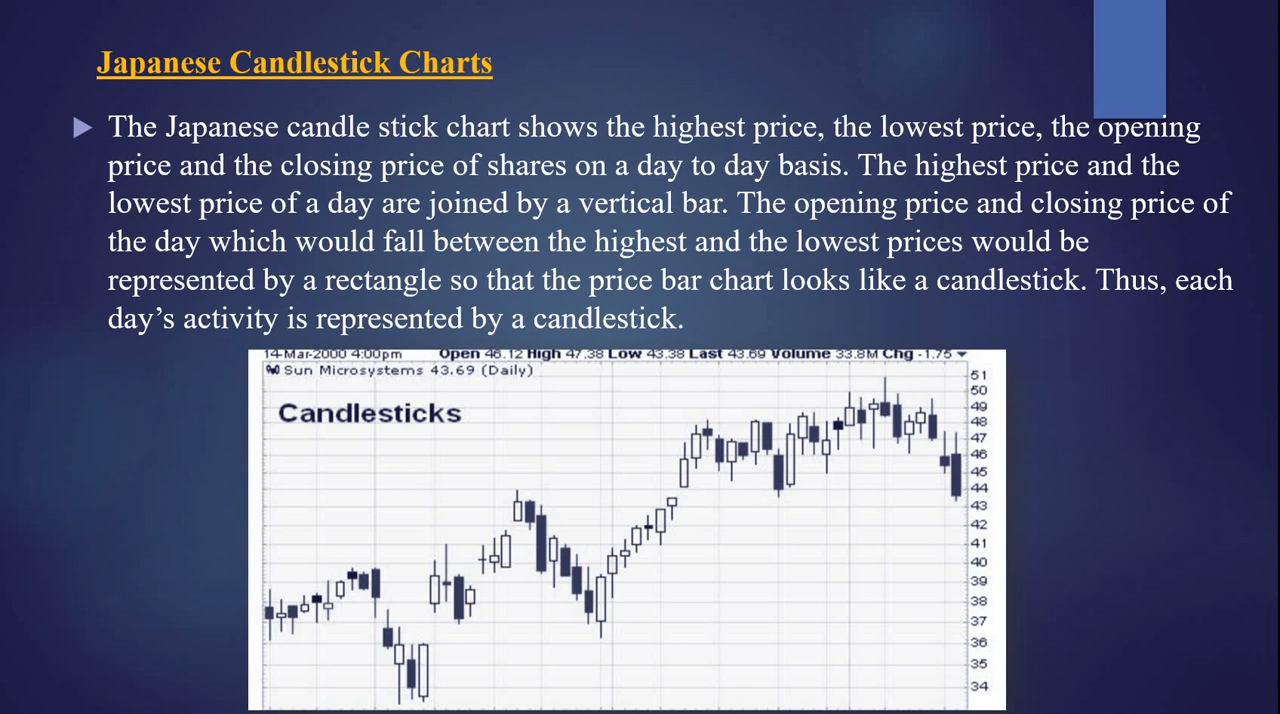 Japanese Candlestick Charts
The Japanese candle stick chart shows the highest price, the lowest price, the opening
price and the closing price of shares on a day to day basis. The highest price and the
lowest price of a day are joined by a vertical bar. The opening price and closing price of
the day which would fall between the highest and the lowest prices would be
represented by a rectangle so that the price bar chart looks like a candlestick. Thus, each
day’s activity is represented by a candlestick.
14-Mar-2000 4:00pm Open 46.12 High 47.38 Low 43.38 Last 43.69 Volume 33.8M Chg -1.75
Sun Microsystems 43.69 (Daily)
Candlesticks
51
50
49
48
47
46
45
44
43
42
41
40
39
38
37
36
35
34